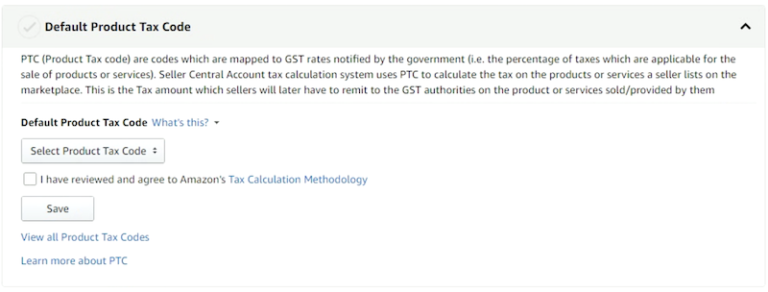 Default Product Tax Code
PTC (Product Tax code) are codes which are mapped to GST rates notified by the government (i.e. the percentage of taxes which are applicable for the
sale of products or services). Seller Central Account tax calculation system uses PTC to calculate the tax on the products or services a seller lists on the
marketplace. This is the Tax amount which sellers will later have to remit to the GST authorities on the product or services sold/provided by them
Default Product Tax Code What's this?
Select Product Tax Code
I have reviewed and agree to Amazon's Tax Calculation Methodology
Save
View all Product Tax Codes
Learn more about PTC